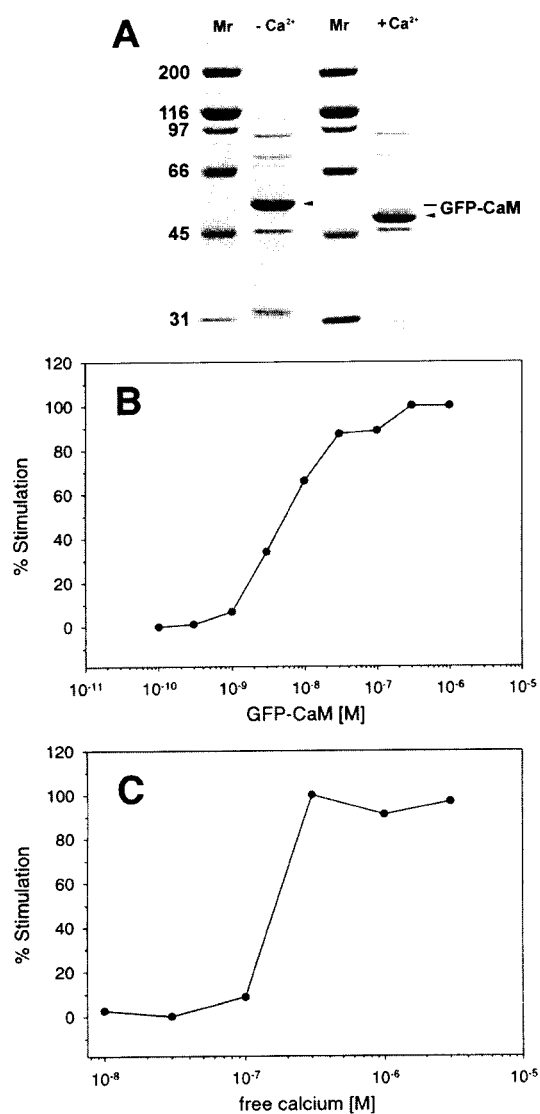 A
Mr - Ca²⁺ Mr + Ca²⁺
200
116
97
66
GFP-CaM
45
31
B
120
100
80
60
40
20
0
% Stimulation
10⁻¹¹ 10⁻¹⁰ 10⁻⁹ 10⁻⁸ 10⁻⁷ 10⁻⁶ 10⁻⁵
GFP-CaM [M]
C
120
100
80
60
40
20
0
% Stimulation
10⁻⁸ 10⁻⁷ 10⁻⁶ 10⁻⁵
free calcium [M]